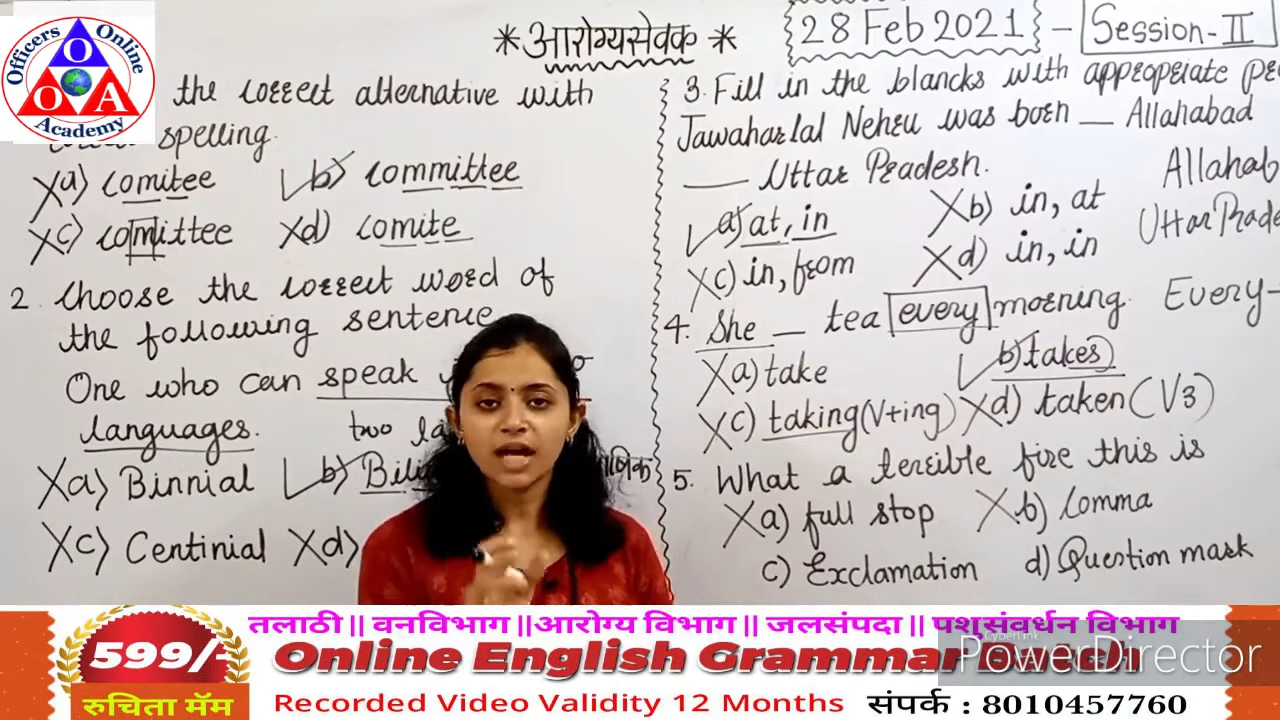 Officers Online
O
O O A
Academy
*आरोग्यसेवक*
28 Feb 2021 - Session-II
the correct alternative with
spelling.
a) comitee b) committee
c) comittee d) comite
2. Choose the correct word of
the following sentence
One who can speak
languages. two
a) Binnial b)
c) Centinial d)
3. Fill in the blancks with appropriate
Jawaharlal Nehru was born __ Allahabad
__ Uttar Pradesh.
a) at, in b) in, at
c) in, from d) in, in
4. She __ tea every morning.
a) take b) takes
c) taking (V+ing) d) taken (V3)
5. What a terrible fire this is
a) full stop b) Comma
c) Exclamation d) Question mark
599/-
रुचिता मॅम
तलाठी || वनविभाग ||आरोग्य विभाग || जलसंपदा || पशुसंवर्धन विभाग
Online English Grammar
CyberLink
PowerDirector
Recorded Video Validity 12 Months संपर्क : 8010457760